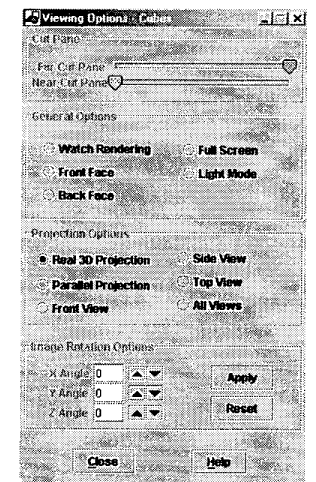 Viewing Options - Cubes
Cut Pane
Far Cut Pane
Near Cut Pane
General Options
Watch Rendering
Full Screen
Front Face
Light Mode
Back Face
Projection Options
Real 3D Projection
Side View
Parallel Projection
Top View
Front View
All Views
Image Rotation Options
X Angle 0
Apply
Y Angle 0
Z Angle 0
Reset
Close
Help